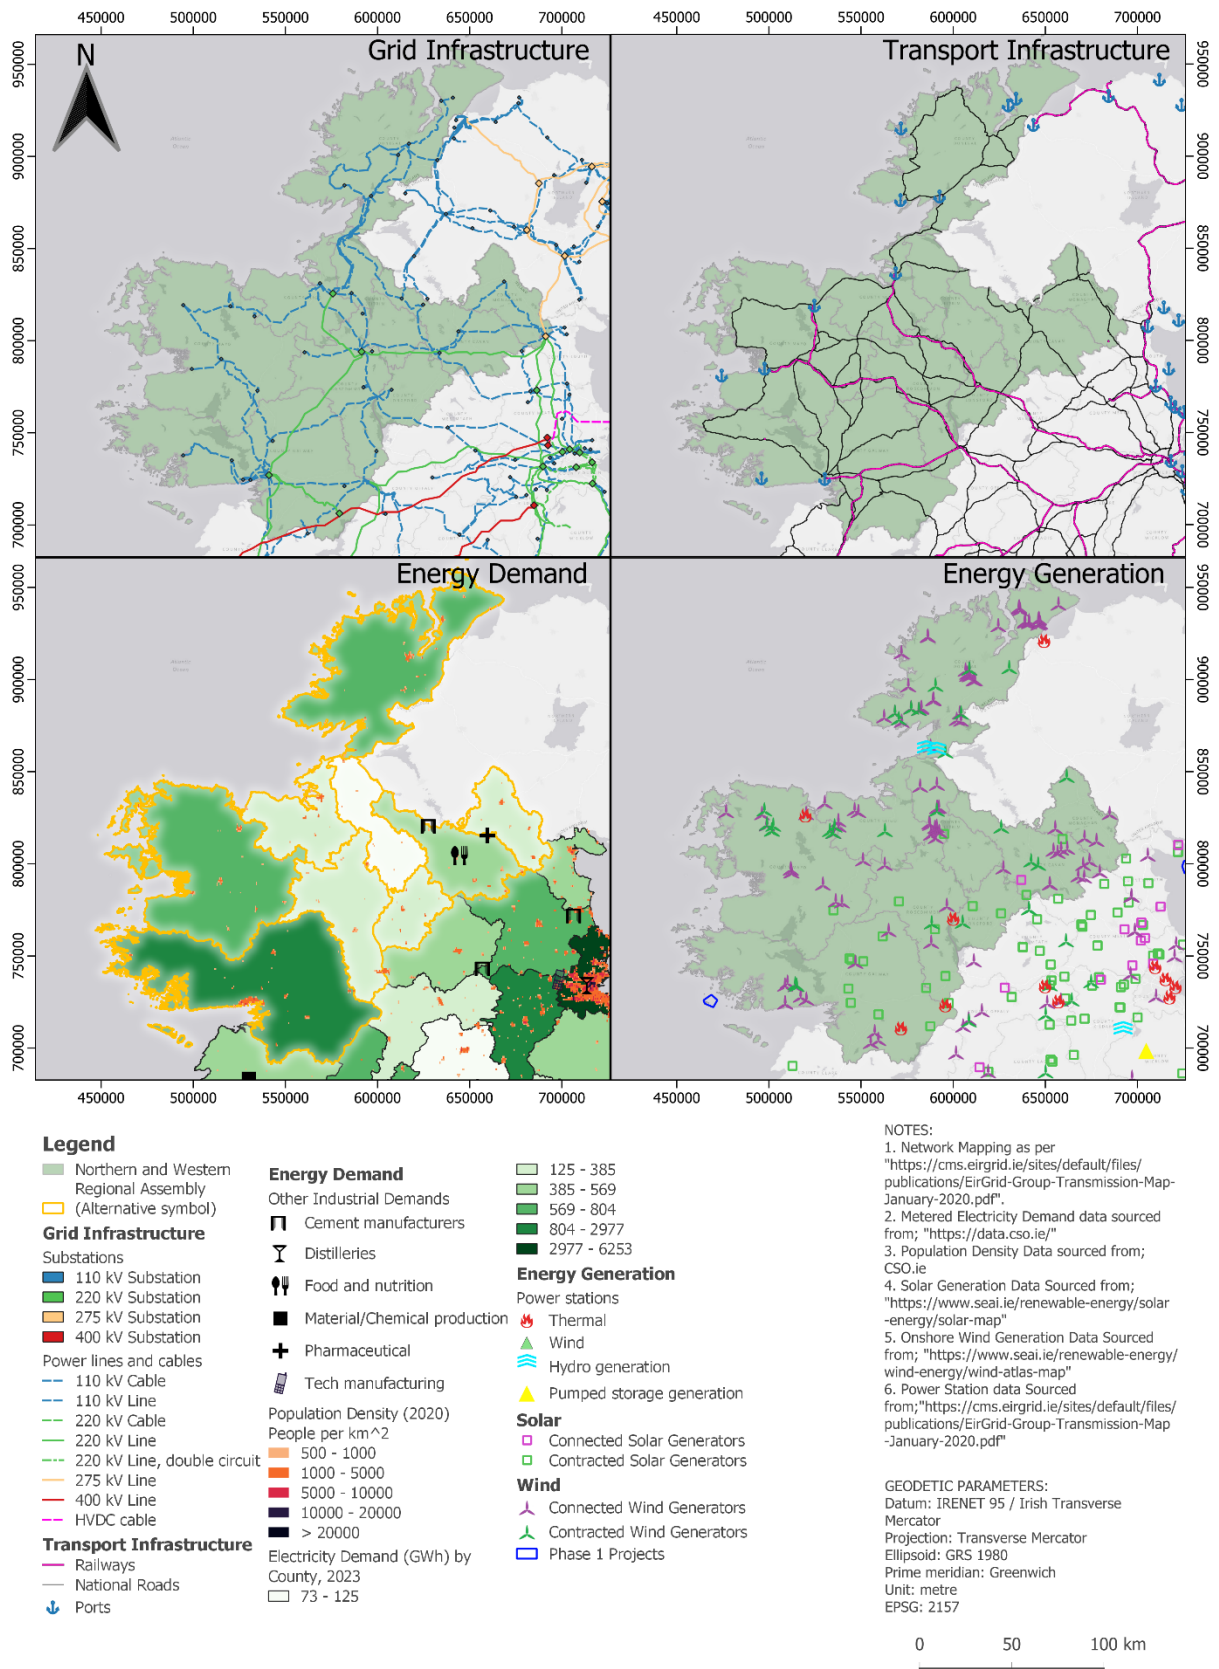 450000 500000 550000 600000 650000 700000
450000 500000 550000 600000 650000 700000
Grid Infrastructure
Transport Infrastructure
N
950000
900000
850000
800000
750000
700000
950000
900000
850000
800000
750000
700000
Energy Demand
Energy Generation
950000
900000
850000
800000
750000
700000
950000
900000
850000
800000
750000
700000
450000 500000 550000 600000 650000 700000
450000 500000 550000 600000 650000 700000
Legend
Northern and Western
Regional Assembly
(Alternative symbol)
Grid Infrastructure
Substations
110 kV Substation
220 kV Substation
275 kV Substation
400 kV Substation
Power lines and cables
110 kV Cable
110 kV Line
220 kV Cable
220 kV Line
220 kV Line, double circuit
275 kV Line
400 kV Line
HVDC cable
Transport Infrastructure
Railways
National Roads
Ports
Energy Demand
Other Industrial Demands
Cement manufacturers
Distilleries
Food and nutrition
Material/Chemical production
Pharmaceutical
Tech manufacturing
Population Density (2020)
People per km^2
500 - 1000
1000 - 5000
5000 - 10000
10000 - 20000
> 20000
Electricity Demand (GWh) by
County, 2023
73 - 125
125 - 385
385 - 569
569 - 804
804 - 2977
2977 - 6253
Energy Generation
Power stations
Thermal
Wind
Hydro generation
Pumped storage generation
Solar
Connected Solar Generators
Contracted Solar Generators
Wind
Connected Wind Generators
Contracted Wind Generators
Phase 1 Projects
NOTES:
1. Network Mapping as per
"https://cms.eirgrid.ie/sites/default/files/
publications/EirGrid-Group-Transmission-Map-
January-2020.pdf".
2. Metered Electricity Demand data sourced
from; "https://data.cso.ie/"
3. Population Density Data sourced from;
CSO.ie
4. Solar Generation Data Sourced from;
"https://www.seai.ie/renewable-energy/solar
-energy/solar-map"
5. Onshore Wind Generation Data Sourced
from; "https://www.seai.ie/renewable-energy/
wind-energy/wind-atlas-map"
6. Power Station data Sourced
from;"https://cms.eirgrid.ie/sites/default/files/
publications/EirGrid-Group-Transmission-Map
-January-2020.pdf"
GEODETIC PARAMETERS:
Datum: IRENET 95 / Irish Transverse
Mercator
Projection: Transverse Mercator
Ellipsoid: GRS 1980
Prime meridian: Greenwich
Unit: metre
EPSG: 2157
0 50 100 km